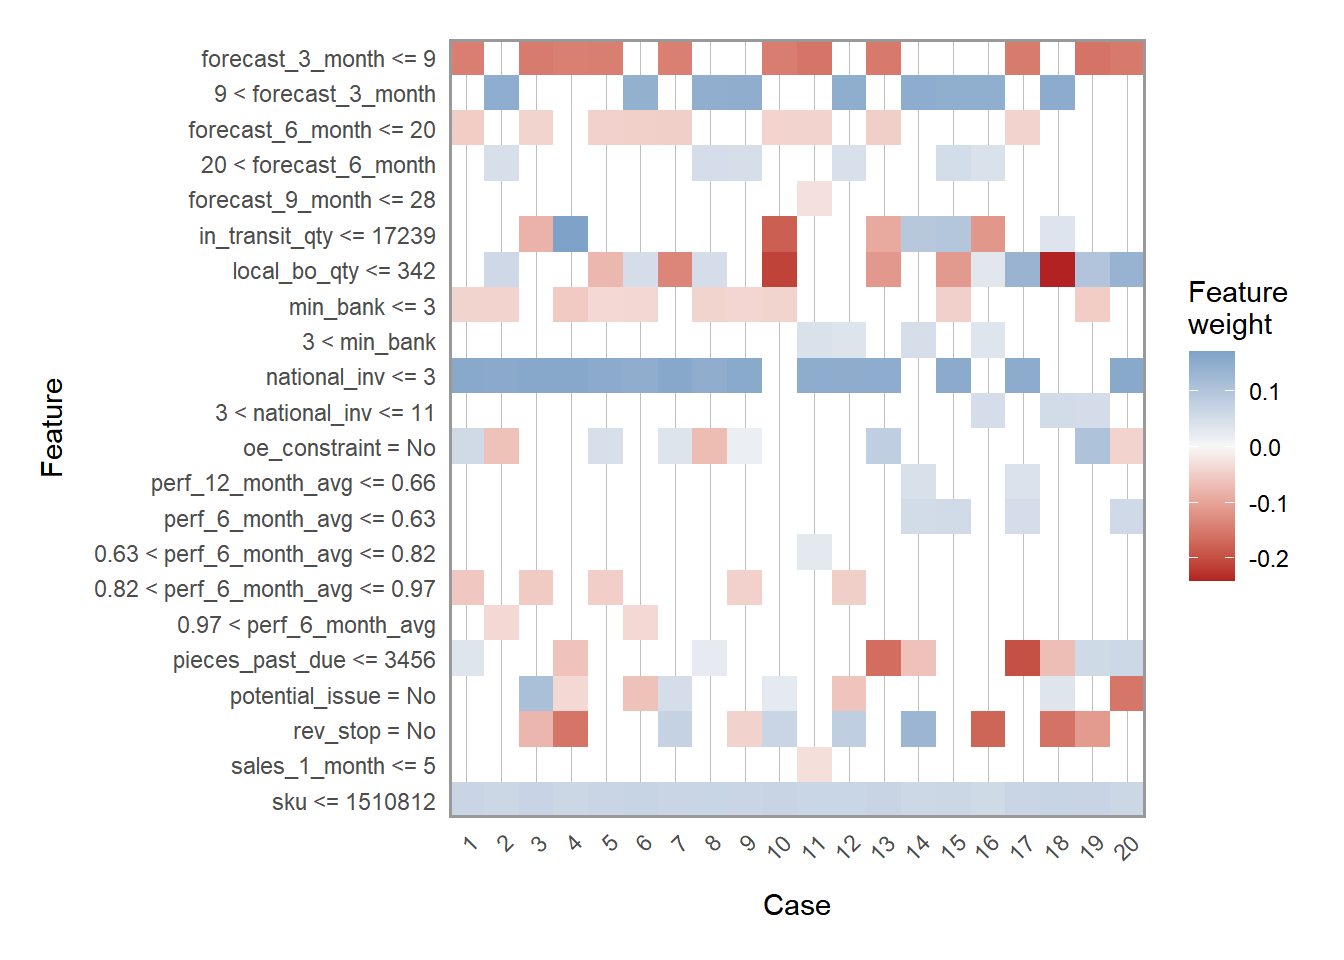 forecast_3_month <= 9
9 < forecast_3_month
forecast_6_month <= 20
20 < forecast_6_month
forecast_9_month <= 28
in_transit_qty <= 17239
local_bo_qty <= 342
min_bank <= 3
3 < min_bank
national_inv <= 3
3 < national_inv <= 11
oe_constraint = No
perf_12_month_avg <= 0.66
perf_6_month_avg <= 0.63
0.63 < perf_6_month_avg <= 0.82
0.82 < perf_6_month_avg <= 0.97
0.97 < perf_6_month_avg
pieces_past_due <= 3456
potential_issue = No
rev_stop = No
sales_1_month <= 5
sku <= 1510812
Feature
1 2 3 4 5 6 7 8 9 10 11 12 13 14 15 16 17 18 19 20
Case
Feature
weight
0.1
0.0
-0.1
-0.2